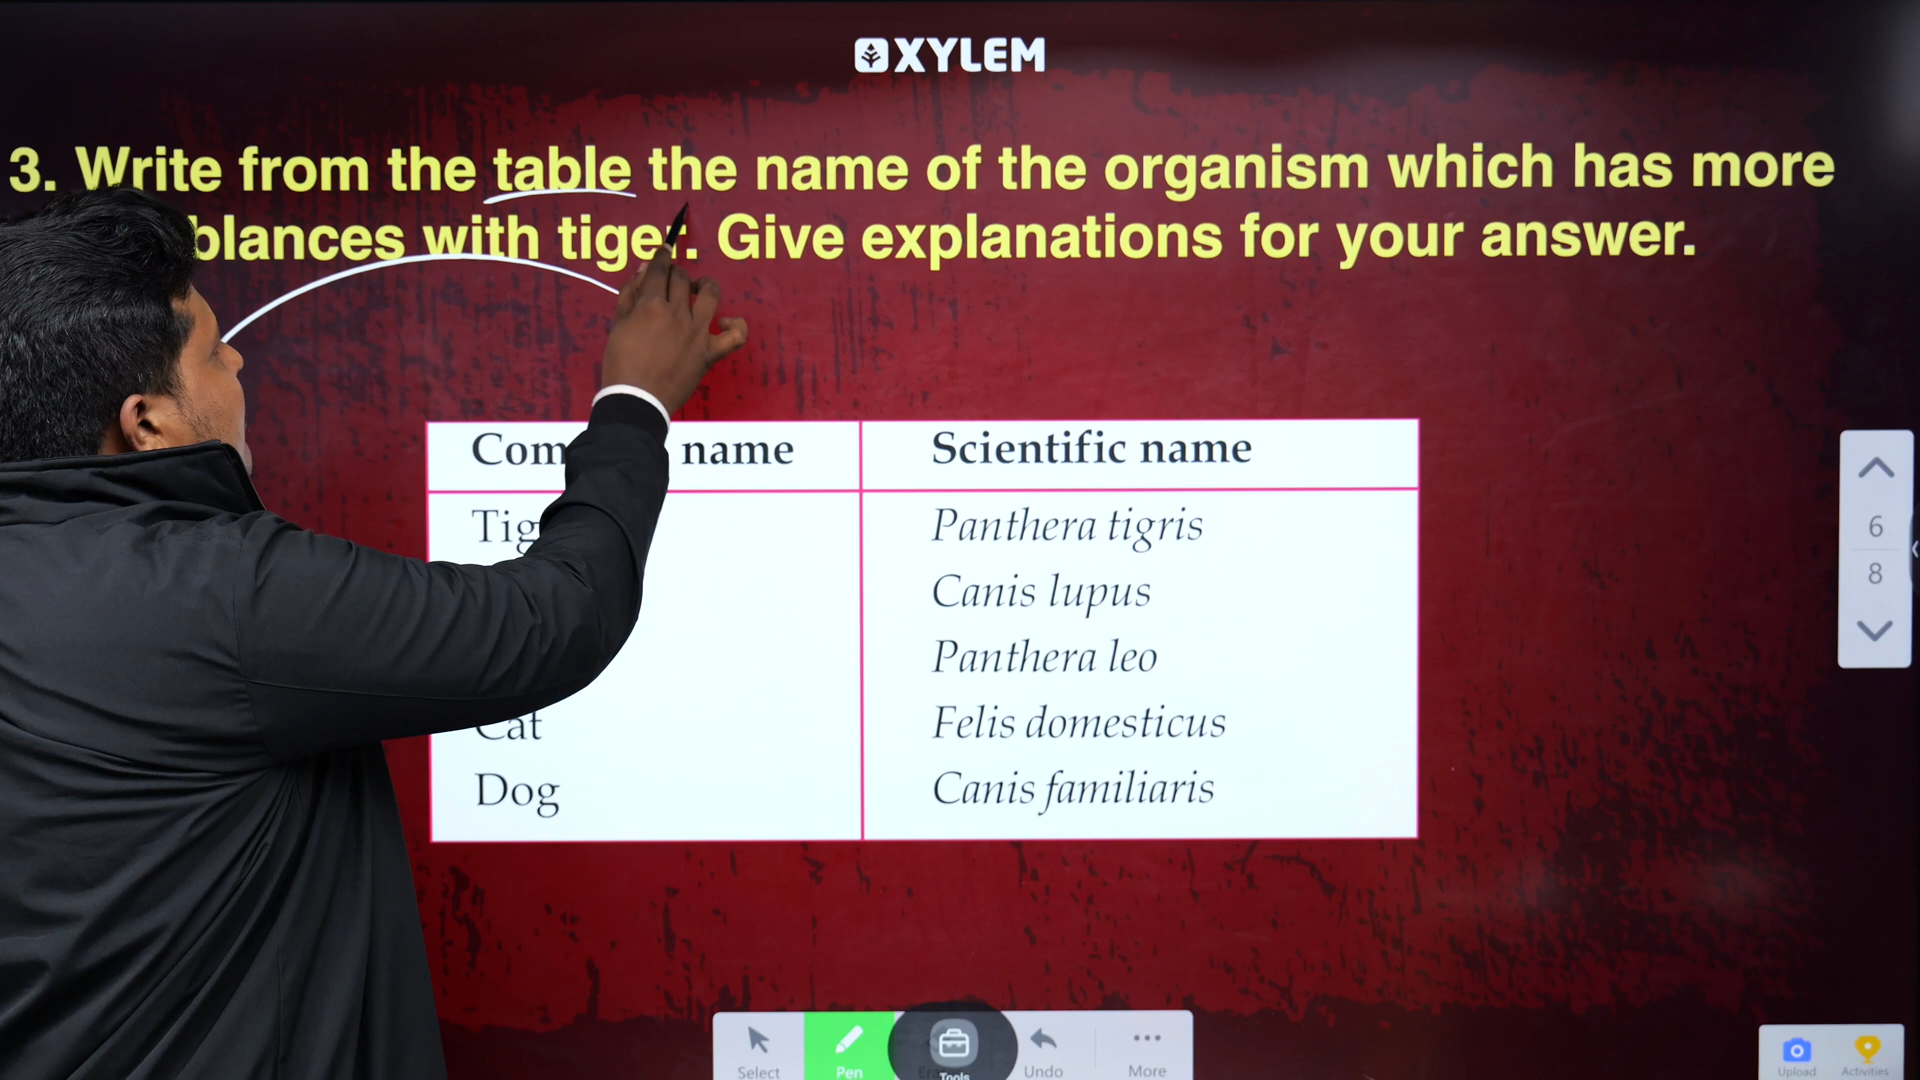 XYLEM
3. Write from the table the name of the organism which has more
blances with tiger. Give explanations for your answer.
Com name Scientific name
Tig Panthera tigris
Canis lupus
Panthera leo
Cat Felis domesticus
Dog Canis familiaris
6
8
Select Pen Tools Undo More
Upload Activities